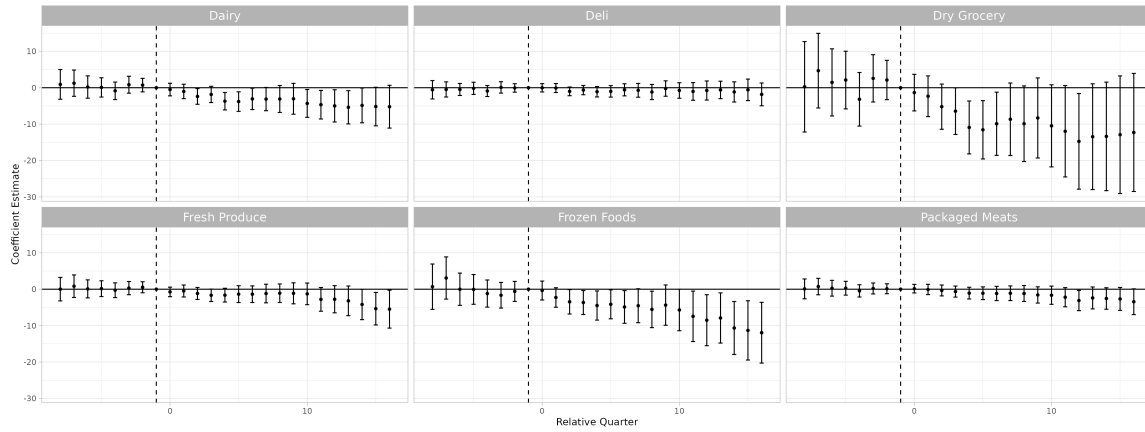 Dairy
Deli
Dry Grocery
10
0
-10
-20
-30
Fresh Produce
Frozen Foods
Packaged Meats
10
0
-10
-20
-30
0
10
0
10
0
10
Coefficient Estimate
Relative Quarter